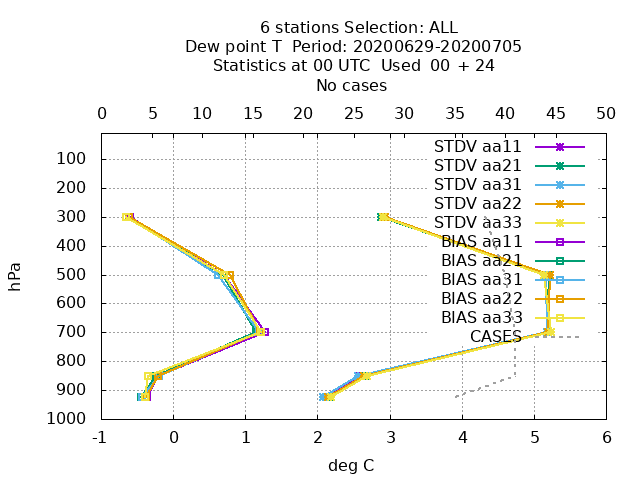 6 stations Selection: ALL
Dew point T  Period: 20200629-20200705
Statistics at 00 UTC  Used  00 + 24
No cases
0 5 10 15 20 25 30 35 40 45 50
STDV aa11
100
STDV aa21
STDV aa31
200
STDV aa22
STDV aa33
300
BIAS aa11
400
BIAS aa21
hPa
500
BIAS aa31
BIAS aa22
600
BIAS aa33
700
CASES
800
900
1000
-1 0 1 2 3 4 5 6
deg C